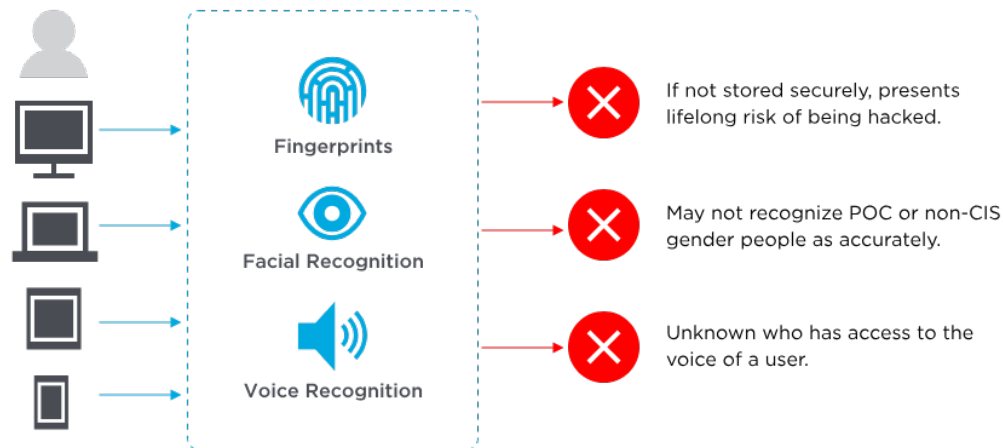 Fingerprints
If not stored securely, presents
lifelong risk of being hacked.
Facial Recognition
May not recognize POC or non-CIS
gender people as accurately.
Voice Recognition
Unknown who has access to the
voice of a user.